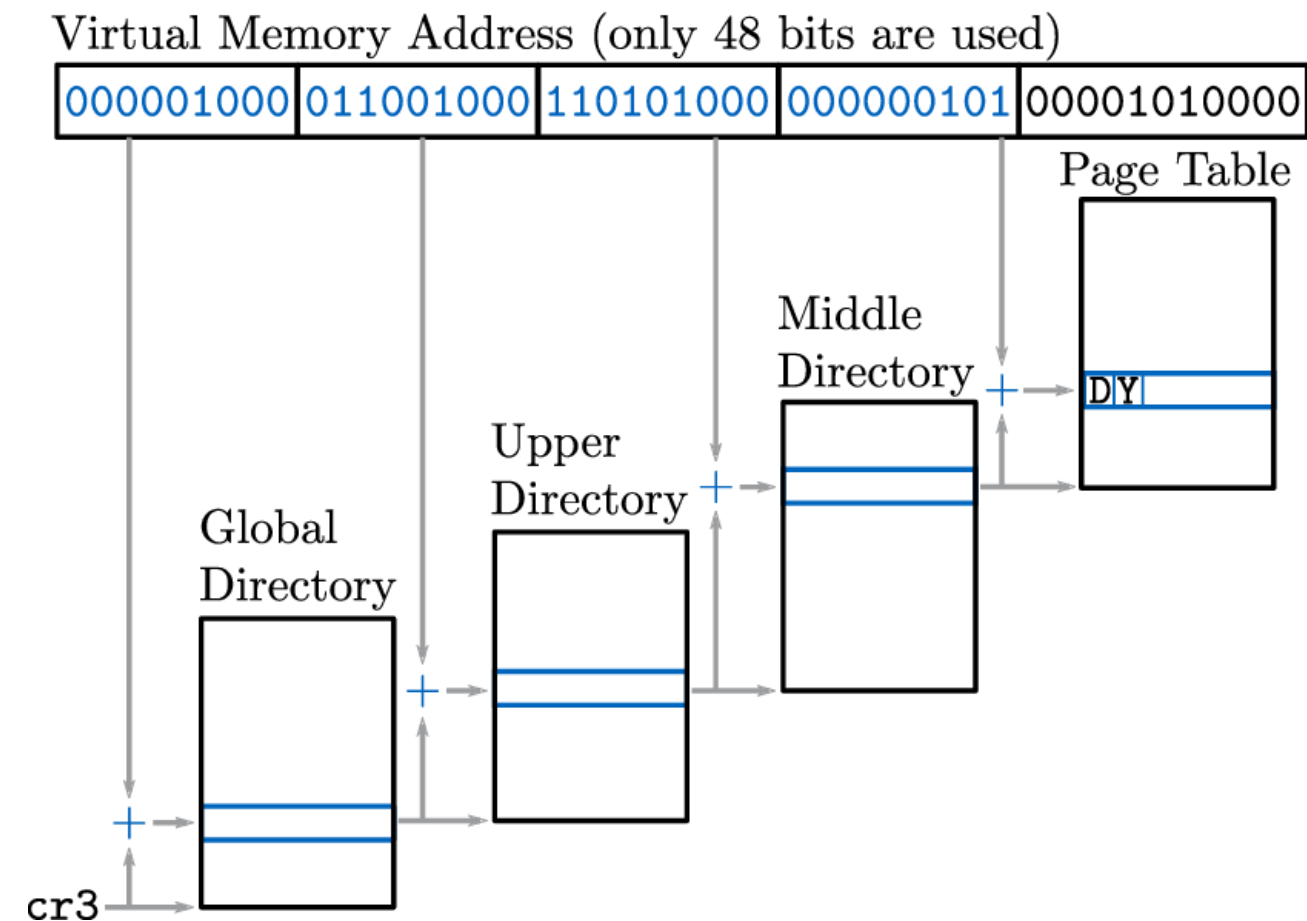 Virtual Memory Address (only 48 bits are used)
000001000 011001000 110101000 000000101 00001010000
Page Table
Middle
Directory
D Y
Upper
Directory
Global
Directory
cr3
+
+
+
+